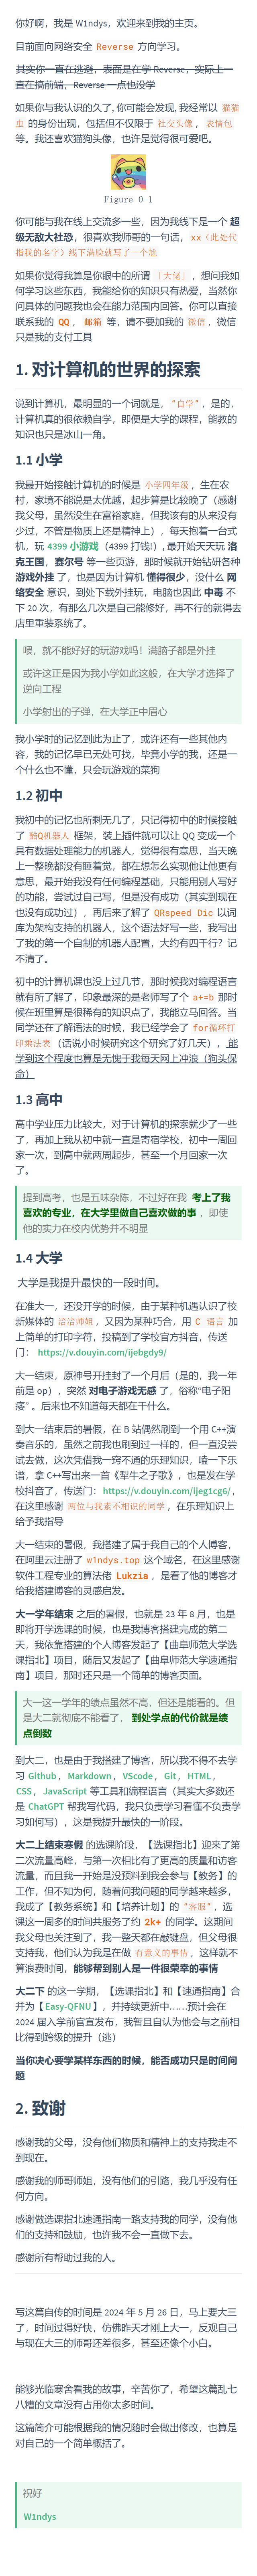 你好啊，我是 W1ndys，欢迎来到我的主页。
目前面向网络安全 Reverse 方向学习。
其实你一直在逃避，表面是在学 Reverse，实际上一
直在搞前端，Reverse 一点也没学
如果你与我认识的久了, 你可能会发现, 我经常以 猫猫
虫 的身份出现，包括但不仅限于 社交头像，表情包
等。我还喜欢猫狗头像，也许是觉得很可爱吧。
Figure 0-1
你可能与我在线上交流多一些，因为我线下是一个 超
级无敌大社恐，很喜欢我师哥的一句话，xx（此处代
指我的名字）线下满脸就写了一个尬
如果你觉得我算是你眼中的所谓 「大佬」，想问我如
何学习这些东西，我能给你的知识只有热爱，当然你
问具体的问题我也会在能力范围内回答。你可以直接
联系我的 QQ，邮箱 等，请不要加我的 微信，微信
只是我的支付工具
1. 对计算机的世界的探索
说到计算机，最明显的一个词就是，“自学”，是的，
计算机真的很依赖自学，即便是大学的课程，能教的
知识也只是冰山一角。
1.1 小学
我最开始接触计算机的时候是 小学四年级，生在农
村，家境不能说是太优越，起步算是比较晚了（感谢
我父母，虽然没生在富裕家庭，但我该有的从来没有
少过，不管是物质上还是精神上），每天抱着一台式
机，玩 4399 小游戏（4399 打钱!）, 最开始天天玩 洛
克王国，赛尔号 等一些页游，那时候就开始钻研各种
游戏外挂 了，也是因为计算机 懂得很少，没什么 网
络安全 意识，到处下载外挂玩，电脑也因此 中毒 不
下 20 次，有那么几次是自己能修好，再不行的就得去
店里重装系统了。
喂，就不能好好的玩游戏吗！满脑子都是外挂
或许这正是因为我小学如此这般，在大学才选择了
逆向工程
小学射出的子弹，在大学正中眉心
我小学时的记忆到此为止了，或许还有一些其他内
容，我的记忆早已无处可找，毕竟小学的我，还是一
个什么也不懂，只会玩游戏的菜狗
1.2 初中
我初中的记忆也所剩无几了，只记得初中的时候接触
了 酷Q机器人 框架，装上插件就可以让 QQ 变成一个
具有数据处理能力的机器人，觉得很有意思，当天晚
上一整晚都没有睡着觉，都在想怎么实现他让他更有
意思，最开始我没有任何编程基础，只能用别人写好
的功能，尝试过自己写，但是没有成功（其实到现在
也没有成功过），再后来了解了 QRspeed Dic 以词
库为架构支持的机器人，这个语法好写一些，我写出
了我的第一个自制的机器人配置，大约有四千行？记
不清了。
初中的计算机课也没上过几节，那时候我对编程语言
就有所了解了，印象最深的是老师写了个 a+=b 那时
候在班里算是很稀有的知识点了，我能立马回答。当
同学还在了解语法的时候，我已经学会了 for循环打
印乘法表（话说小时候研究这个研究了好几天），能
学到这个程度也算是无愧于我每天网上冲浪（狗头保
命）
1.3 高中
高中学业压力比较大，对于计算机的探索就少了一些
了，再加上我从初中就一直是寄宿学校，初中一周回
家一次，到高中就两周起步，甚至一个月回家一次
了。
提到高考，也是五味杂陈，不过好在我 考上了我
喜欢的专业，在大学里做自己喜欢做的事，即使
他的实力在校内优势并不明显
1.4 大学
大学是我提升最快的一段时间。
在准大一，还没开学的时候，由于某种机遇认识了校
新媒体的 涪涪师姐，又因为某种巧合，用 C 语言 加
上简单的打印字符，投稿到了学校官方抖音，传送
门： https://v.douyin.com/ijebgdy9/
大一结束，原神号开挂封了一个月后（是的，我一年
前是 op），突然 对电子游戏无感 了，俗称“电子阳
痿” 。后来也不知道每天都在干什么。
到大一结束后的暑假，在 B 站偶然刷到一个用 C++演
奏音乐的，虽然之前我也刷到过一样的，但一直没尝
试去做，这次凭借我一窍不通的乐理知识，嗑一下乐
谱，拿 C++写出来一首《犁牛之子歌》，也是发在学
校抖音了，传送门：https://v.douyin.com/ijeg1cg6/，
在这里感谢 两位与我素不相识的同学，在乐理知识上
给予我指导
大一结束的暑假，我搭建了属于我自己的个人博客，
在阿里云注册了 w1ndys.top 这个域名，在这里感谢
软件工程专业的算法佬 Lukzia，是看了他的博客才
给我搭建博客的灵感启发。
大一学年结束 之后的暑假，也就是 23 年 8 月，也是
即将开学选课的时候，也是我博客搭建完成的第二
天，我依靠搭建的个人博客发起了【曲阜师范大学选
课指北】项目，随后又发起了【曲阜师范大学速通指
南】项目，那时还只是一个简单的博客页面。
大一这一学年的绩点虽然不高，但还是能看的。但
是大二就彻底不能看了， 到处学点的代价就是绩
点倒数
到大二，也是由于我搭建了博客，所以我不得不去学
习 Github，Markdown，VScode，Git，HTML，
CSS，JavaScript 等工具和编程语言（其实大多数还
是 ChatGPT 帮我写代码，我只负责学习看懂不负责学
习如何写），这是我提升最快的一阶段。
大二上结束寒假 的选课阶段，【选课指北】迎来了第
二次流量高峰，与第一次相比有了更高的质量和访客
流量，而且我一开始是没预料到我会参与【教务】的
工作，但不知为何，随着问我问题的同学越来越多，
我成了【教务系统】和【培养计划】的 “客服”，选
课这一周多的时间共服务了约 2k+ 的同学。这期间
我父母也关注到了，我一整天都在敲键盘，但父母很
支持我，他们认为我是在做 有意义的事情，这样就不
算浪费时间，能够帮到别人是一件很荣幸的事情
大二下 的这一学期，【选课指北】和【速通指南】合
并为【Easy-QFNU】，并持续更新中……预计会在
2024 届入学前官宣发布，我暂且自认为他会与之前相
比得到跨级的提升（逃）
当你决心要学某样东西的时候，能否成功只是时间问
题
2. 致谢
感谢我的父母，没有他们物质和精神上的支持我走不
到现在。
感谢我的师哥师姐，没有他们的引路，我几乎没有任
何方向。
感谢做选课指北速通指南一路支持我的同学，没有他
们的支持和鼓励，也许我不会一直做下去。
感谢所有帮助过我的人。
写这篇自传的时间是 2024 年 5 月 26 日，马上要大三
了，时间过得好快，仿佛昨天才刚上大一，反观自己
与现在大三的师哥还差很多，甚至还像个小白。
能够光临寒舍看我的故事，辛苦你了，希望这篇乱七
八糟的文章没有占用你太多时间。
这篇简介可能根据我的情况随时会做出修改，也算是
对自己的一个简单概括了。
祝好
W1ndys